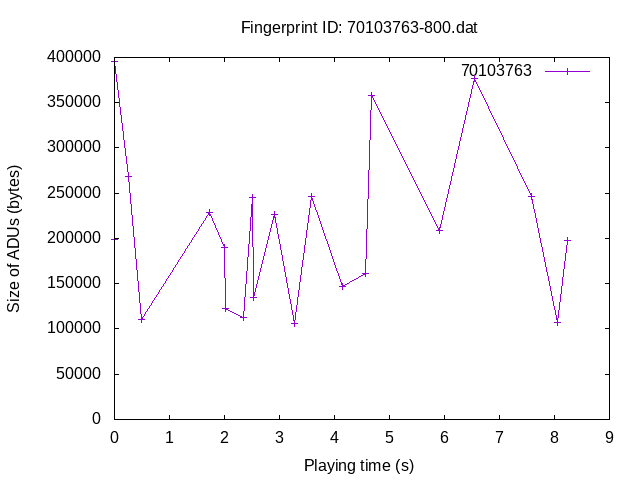 Fingerprint ID: 70103763-800.dat
70103763
400000
350000
300000
250000
200000
150000
100000
50000
0
Size of ADUs (bytes)
0 1 2 3 4 5 6 7 8 9
Playing time (s)